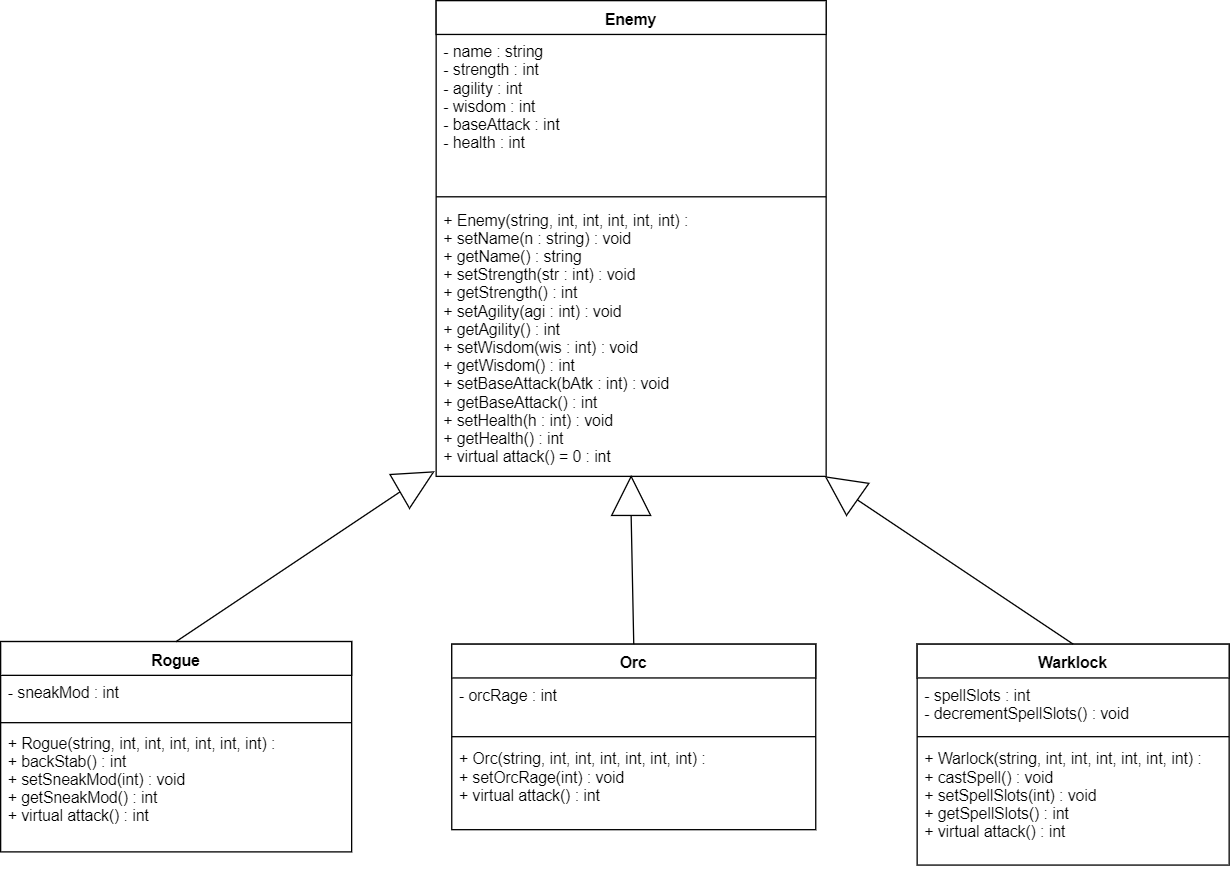 Enemy
- name : string
- strength : int
- agility : int
- wisdom : int
- baseAttack : int
- health : int
+ Enemy(string, int, int, int, int, int) :
+ setName(n : string) : void
+ getName() : string
+ setStrength(str : int) : void
+ getStrength() : int
+ setAgility(agi : int) : void
+ getAgility() : int
+ setWisdom(wis : int) : void
+ getWisdom() : int
+ setBaseAttack(bAtk : int) : void
+ getBaseAttack() : int
+ setHealth(h : int) : void
+ getHealth() : int
+ virtual attack() = 0 : int
Rogue
- sneakMod : int
+ Rogue(string, int, int, int, int, int, int) :
+ backStab() : int
+ setSneakMod(int) : void
+ getSneakMod() : int
+ virtual attack() : int
Orc
- orcRage : int
+ Orc(string, int, int, int, int, int, int) :
+ setOrcRage(int) : void
+ virtual attack() : int
Warklock
- spellSlots : int
- decrementSpellSlots() : void
+ Warlock(string, int, int, int, int, int, int) :
+ castSpell() : void
+ setSpellSlots(int) : void
+ getSpellSlots() : int
+ virtual attack() : int